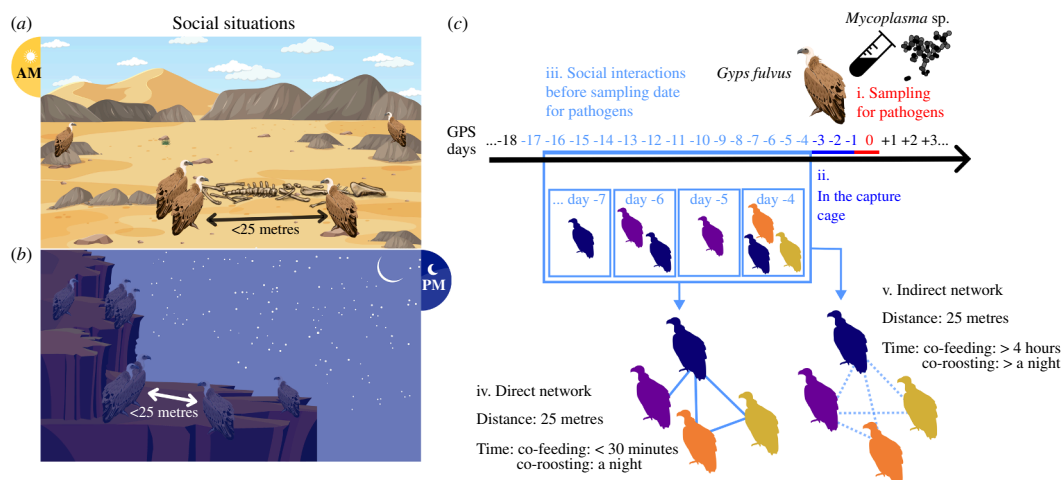 (a)
Social situations
AM
<25 metres
(b)
PM
<25 metres
(c)
Mycoplasma sp.
Gyps fulvus
i. Sampling
for pathogens
iii. Social interactions
before sampling date
for pathogens
GPS
days
...-18 -17 -16 -15 -14 -13 -12 -11 -10 -9 -8 -7 -6 -5 -4 -3 -2 -1 0 +1 +2 +3...
ii.
In the capture
cage
... day -7
day -6
day -5
day -4
iv. Direct network
Distance: 25 metres
Time: co-feeding: < 30 minutes
co-roosting: a night
v. Indirect network
Distance: 25 metres
Time: co-feeding: > 4 hours
co-roosting: > a night